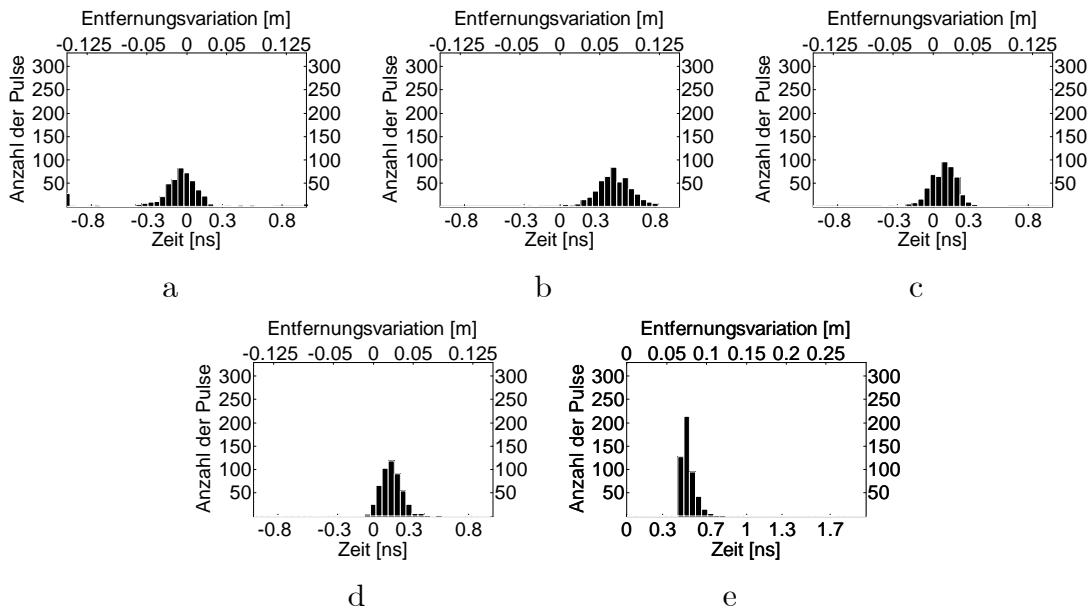 Entfernungsvariation [m]
-0.125 -0.05 0 0.05 0.125
Anzahl der Pulse
300 250 200 150 100 50
300 250 200 150 100 50
-0.8 -0.3 0 0.3 0.8
Zeit [ns]
a
Entfernungsvariation [m]
-0.125 -0.05 0 0.05 0.125
Anzahl der Pulse
300 250 200 150 100 50
300 250 200 150 100 50
-0.8 -0.3 0 0.3 0.8
Zeit [ns]
b
Entfernungsvariation [m]
-0.125 -0.05 0 0.05 0.125
Anzahl der Pulse
300 250 200 150 100 50
300 250 200 150 100 50
-0.8 -0.3 0 0.3 0.8
Zeit [ns]
c
Entfernungsvariation [m]
-0.125 -0.05 0 0.05 0.125
Anzahl der Pulse
300 250 200 150 100 50
300 250 200 150 100 50
-0.8 -0.3 0 0.3 0.8
Zeit [ns]
d
Entfernungsvariation [m]
0 0.05 0.1 0.15 0.2 0.25
Anzahl der Pulse
300 250 200 150 100 50
300 250 200 150 100 50
0 0.3 0.7 1 1.3 1.7
Zeit [ns]
e